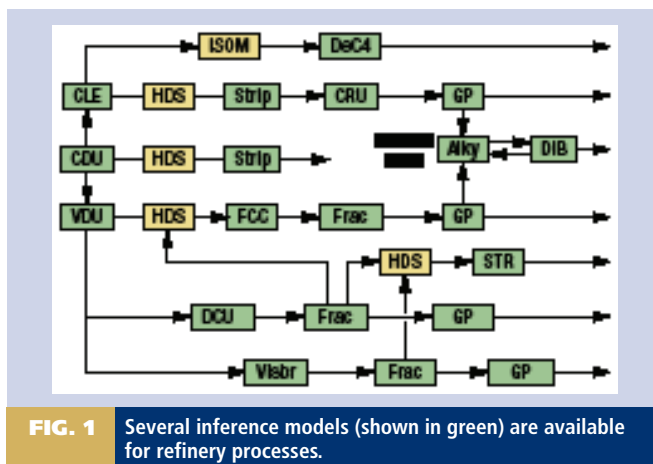 ISOM DeC4
CLE HDS Strip CRU GP
CDU HDS Strip Alky DIB
VDU HDS FCC Frac GP
HDS STR
DCU Frac GP
Visbr Frac GP
FIG. 1 Several inference models (shown in green) are available
for refinery processes.